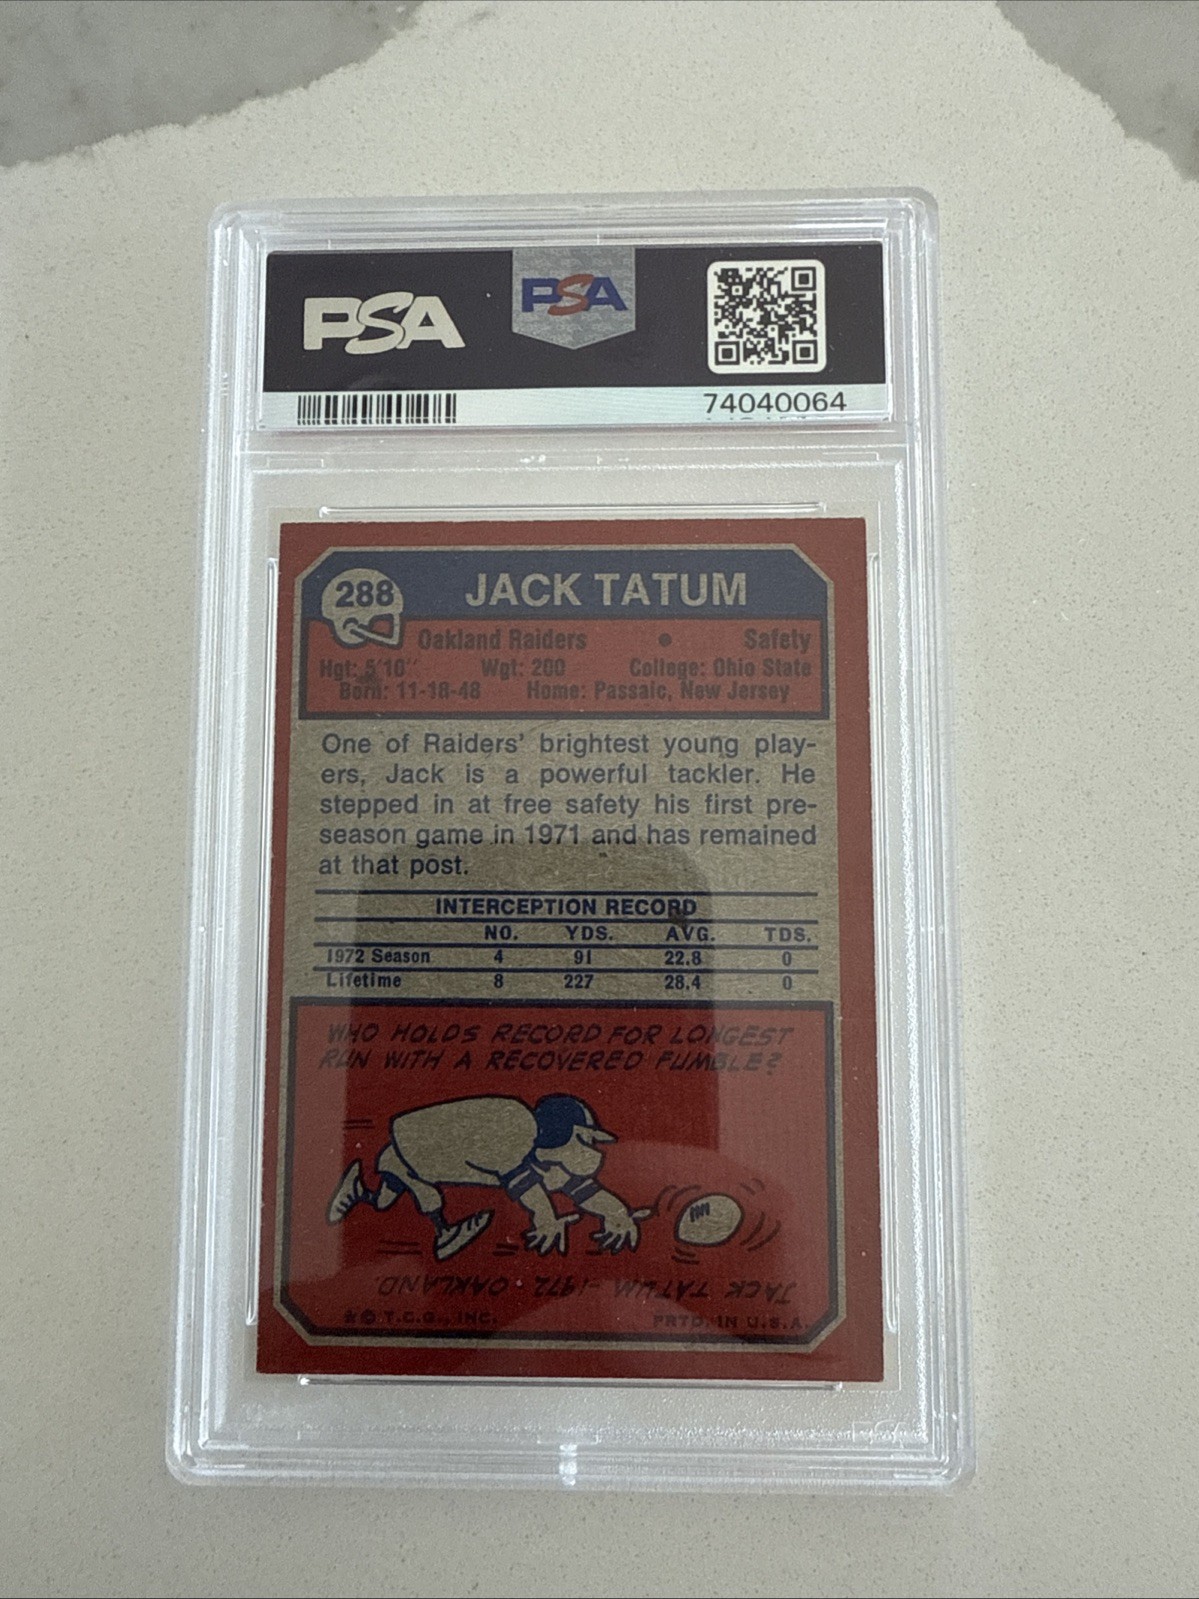 PSA
PSA
74040064
288
JACK TATUM
Oakland Raiders • Safety
Hgt: 5'10" Wgt: 200 College: Ohio State
Born: 11-18-48 Home: Passaic, New Jersey
One of Raiders' brightest young play-
ers, Jack is a powerful tackler. He
stepped in at free safety his first pre-
season game in 1971 and has remained
at that post.
INTERCEPTION RECORD
NO. YDS. AVG. TDS.
1972 Season 4 91 22.8 0
Lifetime 8 227 28.4 0
WHO HOLDS RECORD FOR LONGEST
RUN WITH A RECOVERED FUMBLE?
JACK TATUM - 1972 - OAKLAND.
* © T.C.G., INC. PRTD. IN U.S.A.
PSA